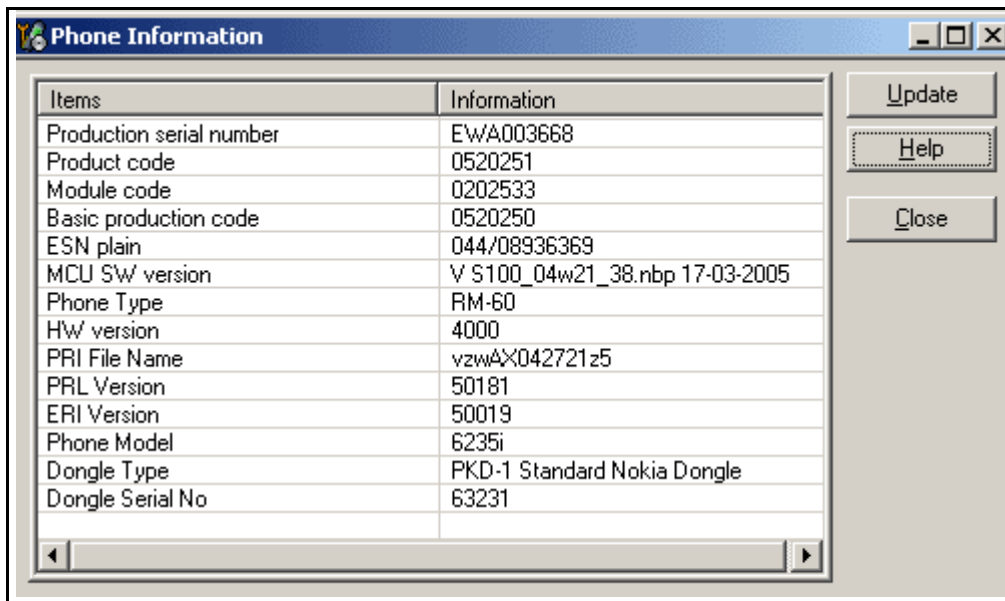 Phone Information
Items Information
Production serial number EWA003668
Product code 0520251
Module code 0202533
Basic production code 0520250
ESN plain 044/08936369
MCU SW version V S100_04w21_38.nbp 17-03-2005
Phone Type RM-60
HW version 4000
PRI File Name vzwAX042721z5
PRL Version 50181
ERI Version 50019
Phone Model 6235i
Dongle Type PKD-1 Standard Nokia Dongle
Dongle Serial No 63231
Update
Help
Close